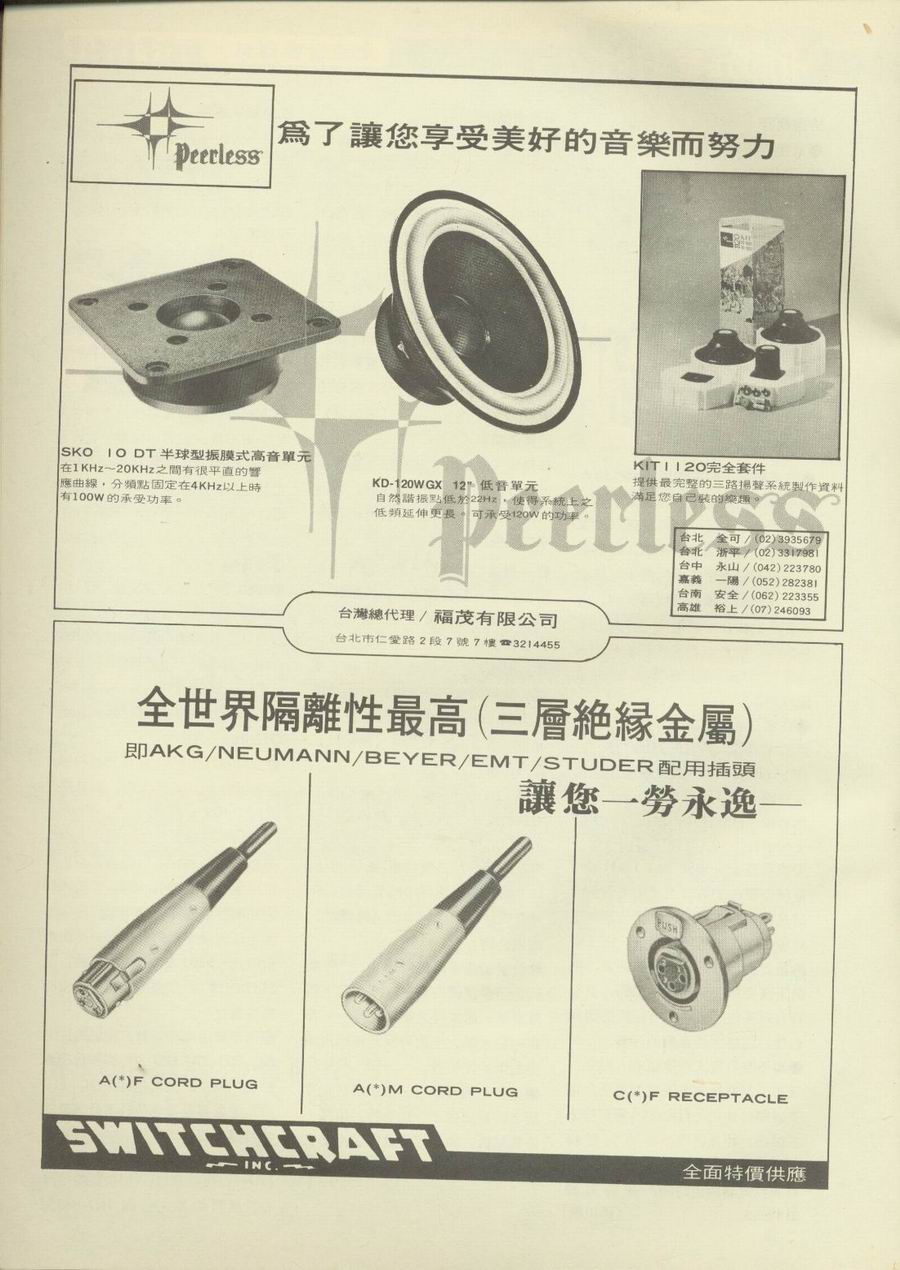 Peerless
爲了讓您享受美好的音樂而努力
SKO 10 DT 半球型振膜式高音單元
在1KHz～20KHz之間有很平直的響
應曲線，分頻點固定在4KHz以上時
有100W的承受功率。
KD-120WGX 12" 低音單元
自然諧振點低於22Hz，使得系統上之
低頻延伸更長。可承受120W的功率。
KIT1120完全套件
提供最完整的三路揚聲系統製作資料
滿足您自己裝的樂趣。
Peerless
台北 全可/(02)3935679
台北 浙平/(02)3317981
台中 永山/(042)223780
嘉義 一陽/(052)282381
台南 安全/(062)223355
高雄 裕上/(07)246093
台灣總代理/福茂有限公司
台北市仁愛路2段7號7樓☎3214455
全世界隔離性最高(三層絶緣金屬)
即AKG/NEUMANN/BEYER/EMT/STUDER配用插頭
讓您一勞永逸—
PUSH
A(*)F CORD PLUG
A(*)M CORD PLUG
C(*)F RECEPTACLE
SWITCHCRAFT
INC.
全面特價供應